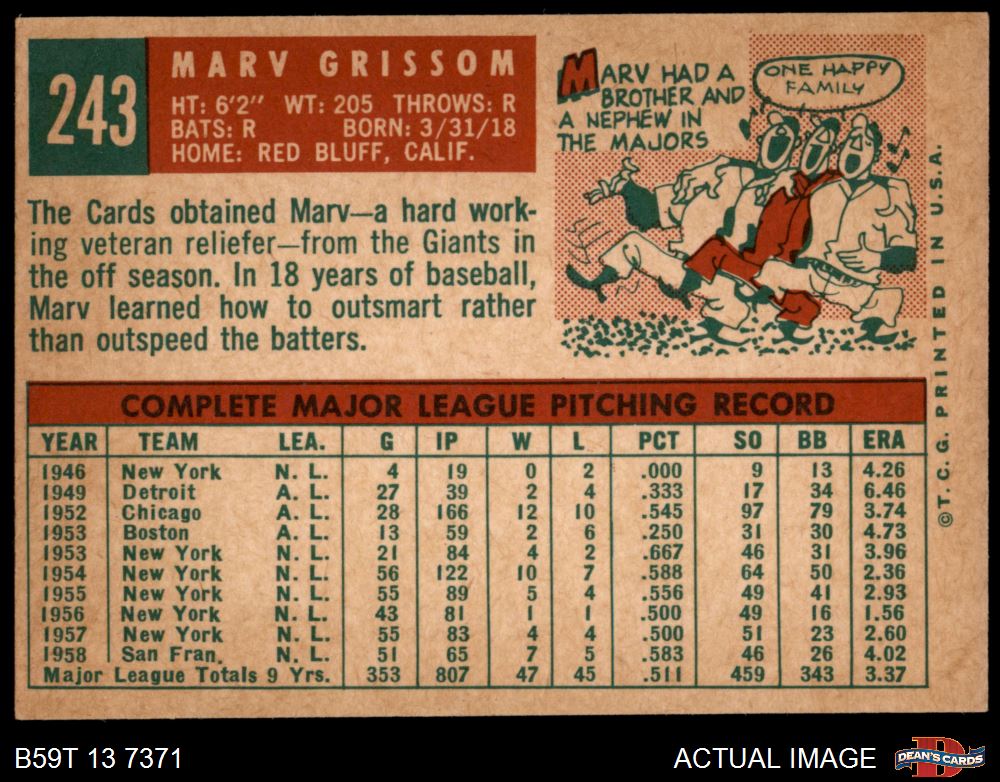 243
MARV GRISSOM
HT: 6'2" WT: 205 THROWS: R
BATS: R BORN: 3/31/18
HOME: RED BLUFF, CALIF.
The Cards obtained Marv—a hard work-
ing veteran reliefer—from the Giants in
the off season. In 18 years of baseball,
Marv learned how to outsmart rather
than outspeed the batters.
MARV HAD A
BROTHER AND
A NEPHEW IN
THE MAJORS
ONE HAPPY
FAMILY
COMPLETE MAJOR LEAGUE PITCHING RECORD
YEAR TEAM LEA. G IP W L PCT SO BB ERA
1946 New York N. L. 4 19 0 2 .000 9 13 4.26
1949 Detroit A. L. 27 39 2 4 .333 17 34 6.46
1952 Chicago A. L. 28 166 12 10 .545 97 79 3.74
1953 Boston A. L. 13 59 2 6 .250 31 30 4.73
1953 New York N. L. 21 84 4 2 .667 46 31 3.96
1954 New York N. L. 56 122 10 7 .588 64 50 2.36
1955 New York N. L. 55 89 5 4 .556 49 41 2.93
1956 New York N. L. 43 81 1 1 .500 49 16 1.56
1957 New York N. L. 55 83 4 4 .500 51 23 2.60
1958 San Fran. N. L. 51 65 7 5 .583 46 26 4.02
Major League Totals 9 Yrs. 353 807 47 45 .511 459 343 3.37
©T. C. G. PRINTED IN U.S.A.
B59T 13 7371
ACTUAL IMAGE
D
DEAN'S CARDS